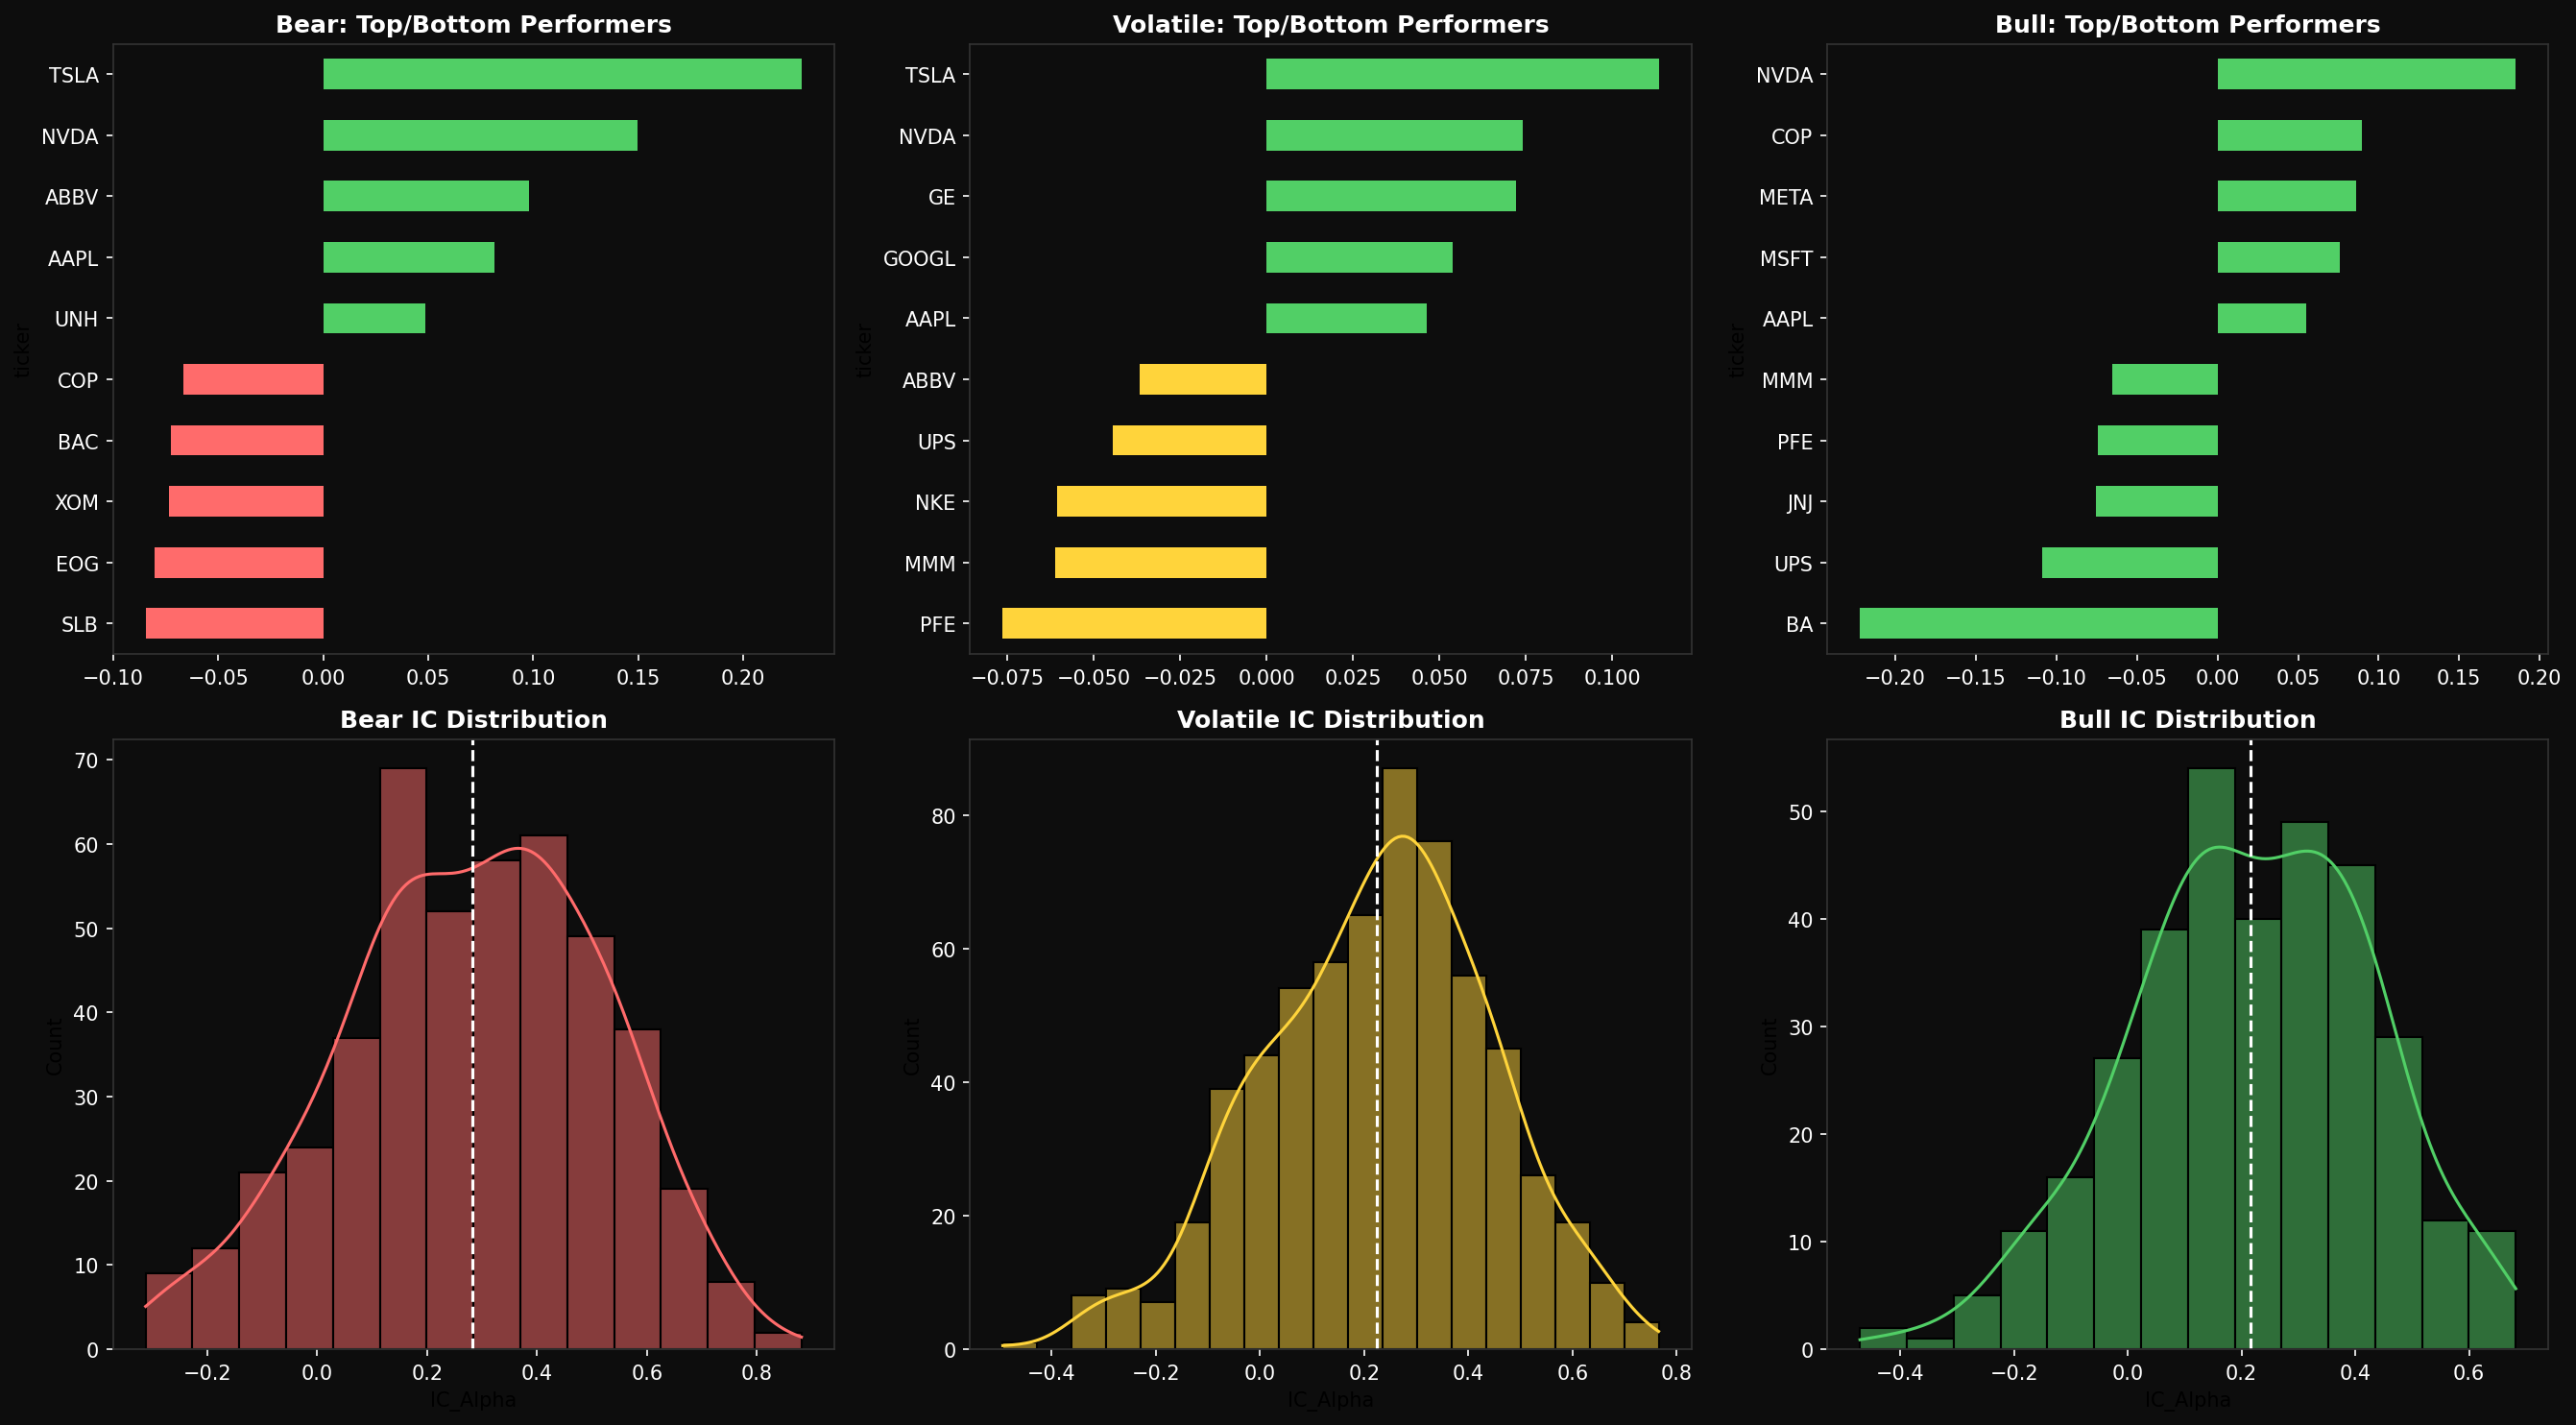 Bear: Top/Bottom Performers
TSLA
NVDA
ABBV
AAPL
UNH
COP
BAC
XOM
EOG
SLB
ticker
−0.10 −0.05 0.00 0.05 0.10 0.15 0.20
Volatile: Top/Bottom Performers
TSLA
NVDA
GE
GOOGL
AAPL
ABBV
UPS
NKE
MMM
PFE
ticker
−0.075 −0.050 −0.025 0.000 0.025 0.050 0.075 0.100
Bull: Top/Bottom Performers
NVDA
COP
META
MSFT
AAPL
MMM
PFE
JNJ
UPS
BA
ticker
−0.20 −0.15 −0.10 −0.05 0.00 0.05 0.10 0.15 0.20
Bear IC Distribution
70
60
50
40
30
20
10
0
Count
−0.2 0.0 0.2 0.4 0.6 0.8
IC_Alpha
Volatile IC Distribution
80
60
40
20
0
Count
−0.4 −0.2 0.0 0.2 0.4 0.6 0.8
IC_Alpha
Bull IC Distribution
50
40
30
20
10
0
Count
−0.4 −0.2 0.0 0.2 0.4 0.6
IC_Alpha